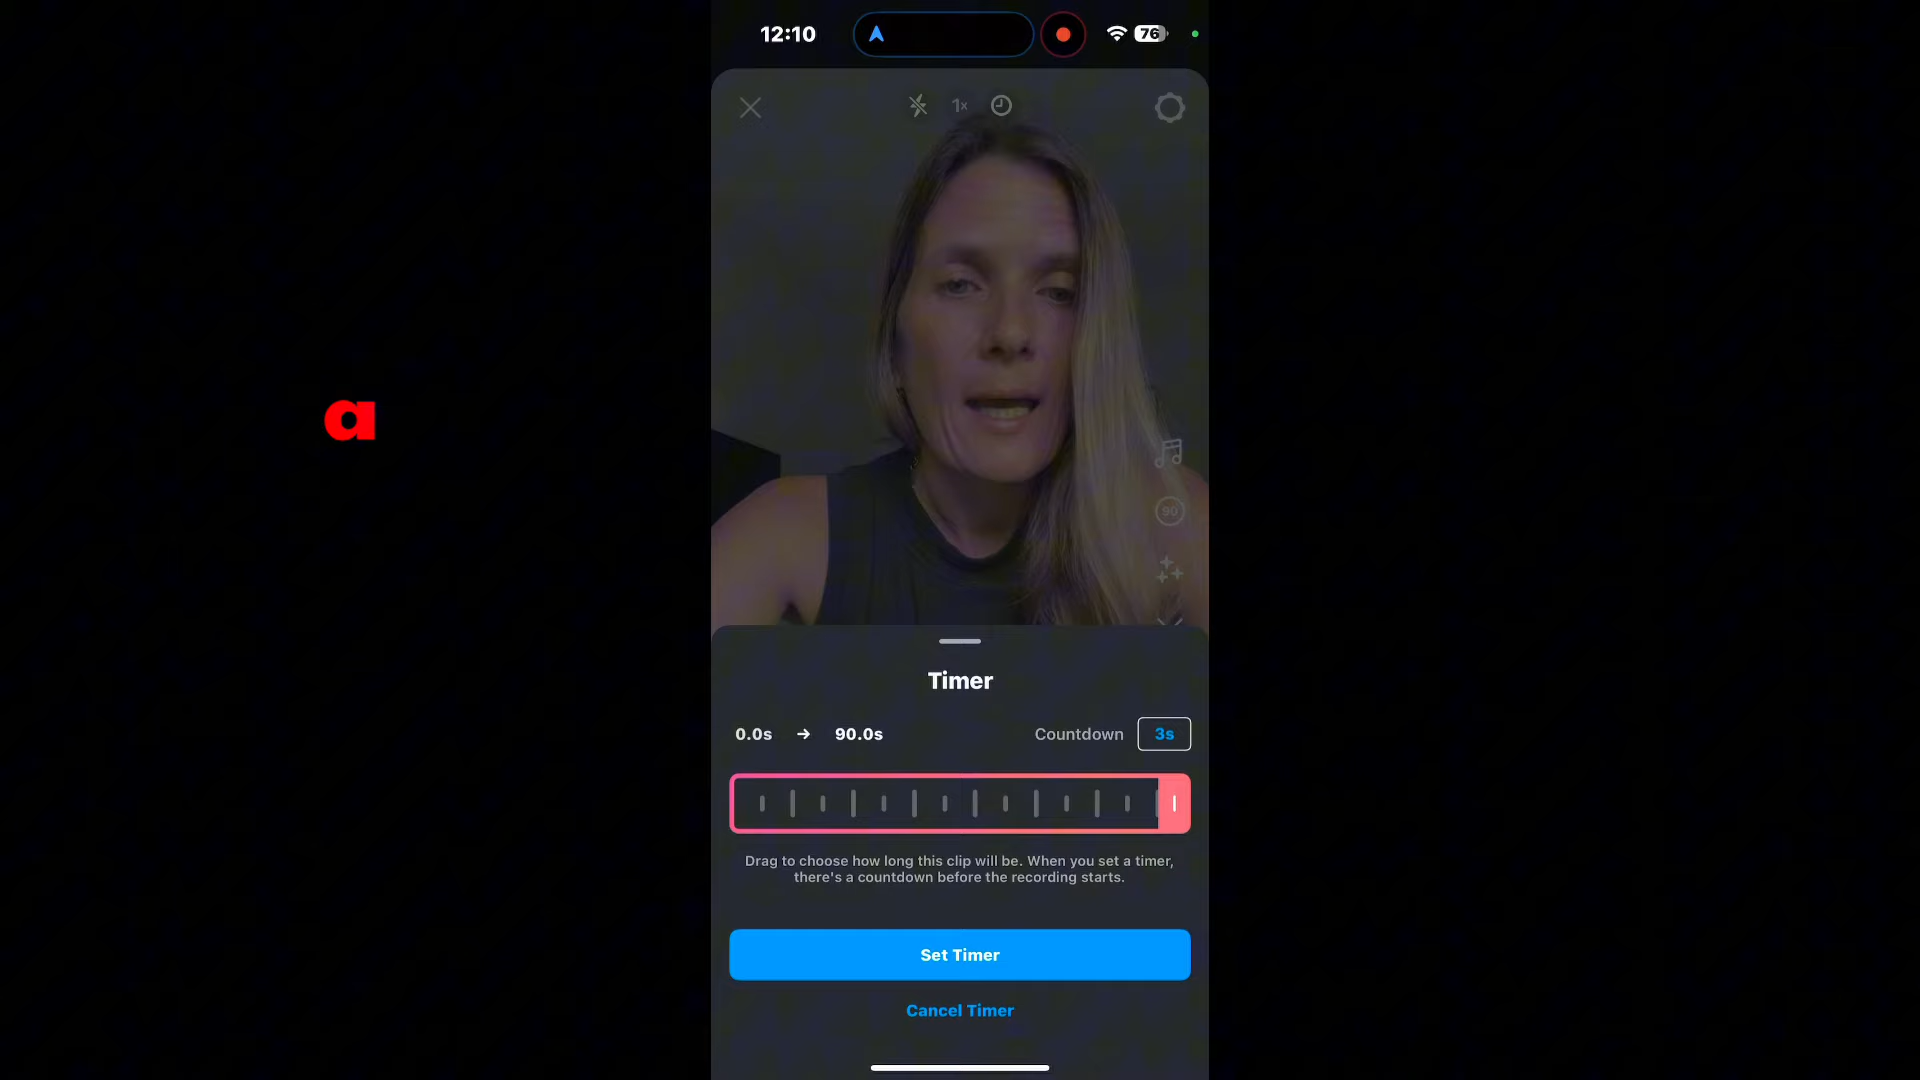 12:10
76
1×
a
90
Timer
0.0s → 90.0s
Countdown 3s
Drag to choose how long this clip will be. When you set a timer,
there's a countdown before the recording starts.
Set Timer
Cancel Timer